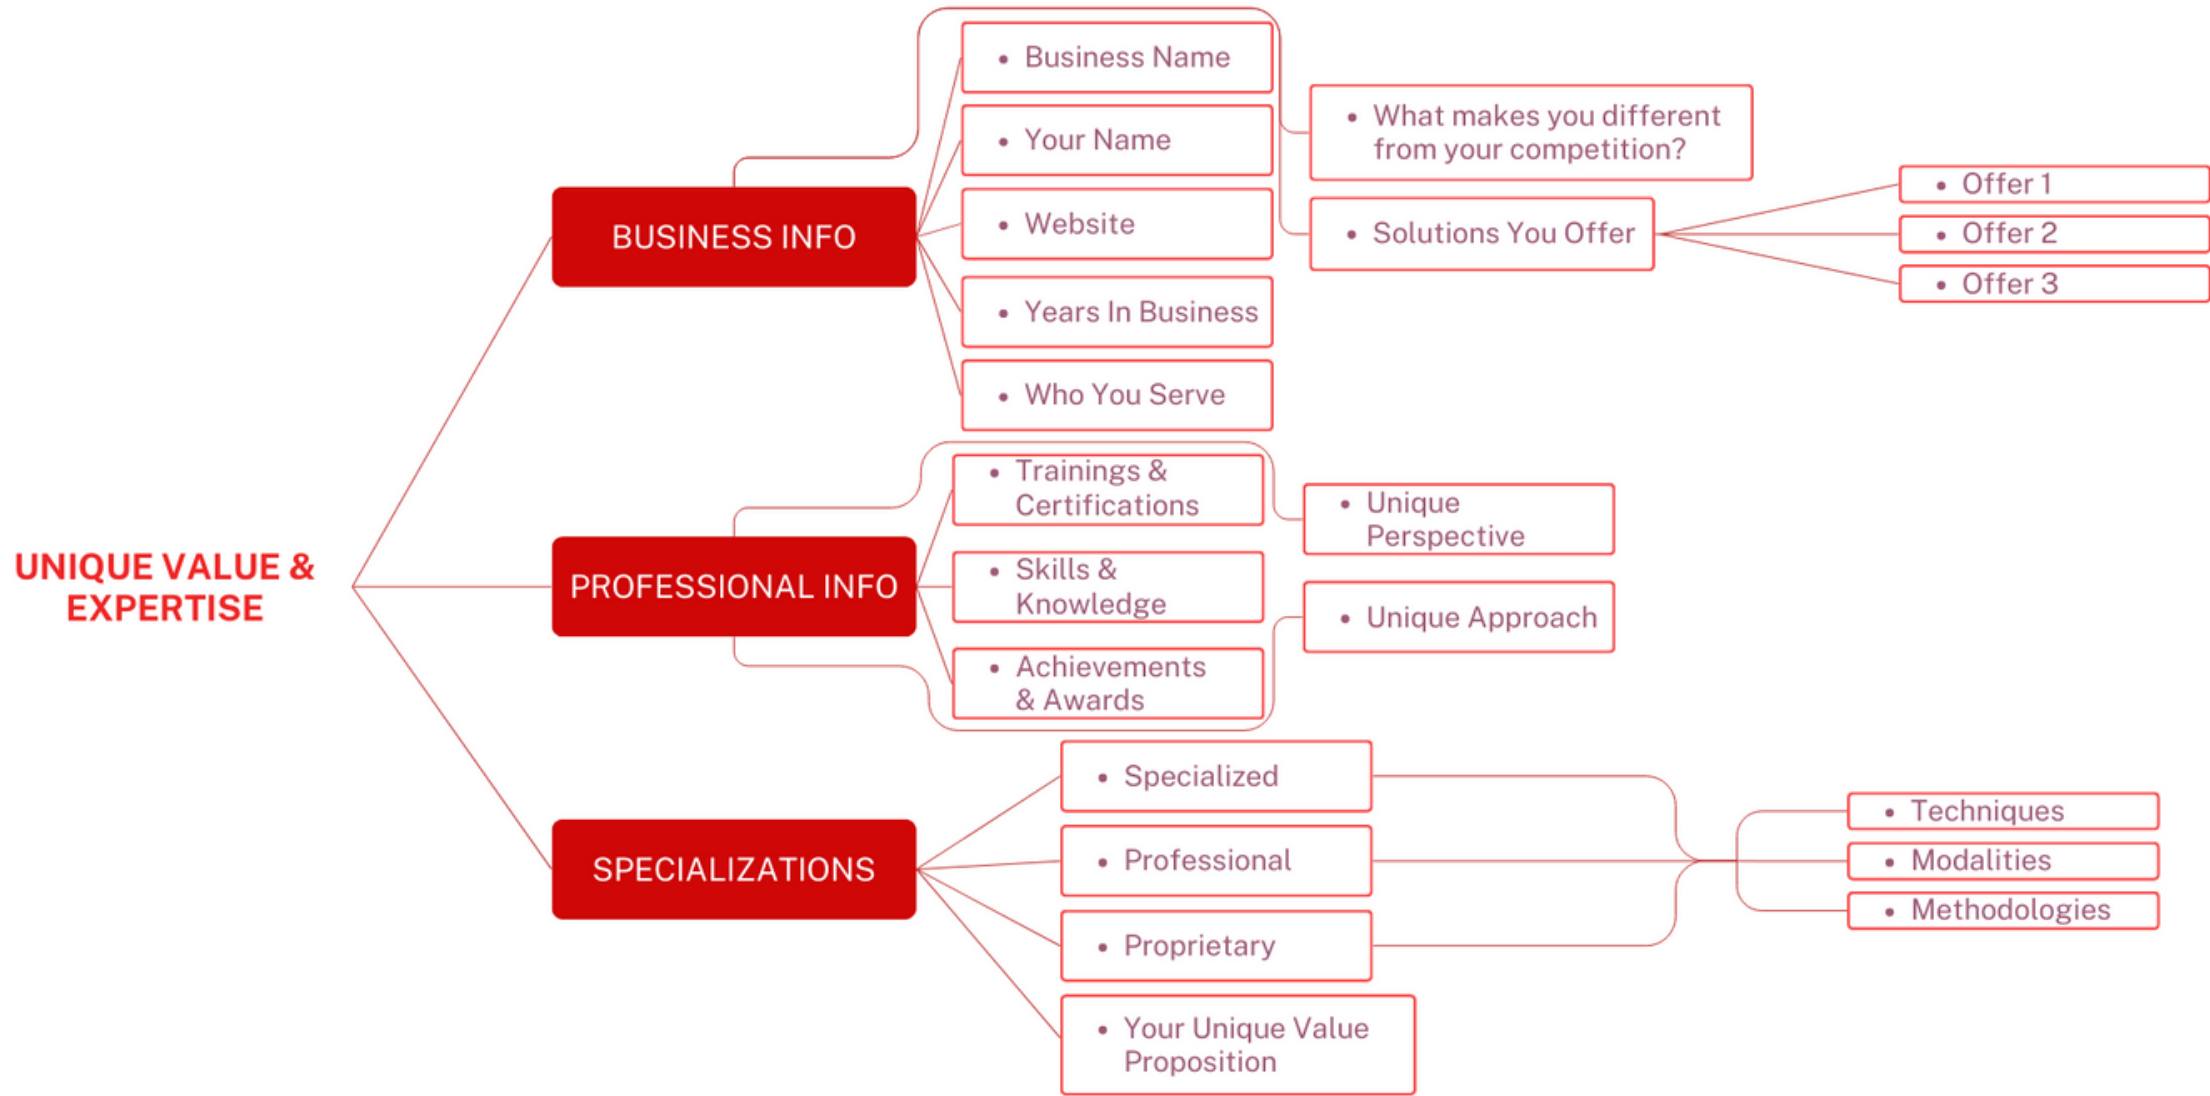 UNIQUE VALUE &
EXPERTISE
BUSINESS INFO
• Business Name
• Your Name
• Website
• Years In Business
• Who You Serve
• What makes you different
from your competition?
• Solutions You Offer
• Offer 1
• Offer 2
• Offer 3
PROFESSIONAL INFO
• Trainings &
Certifications
• Skills &
Knowledge
• Achievements
& Awards
• Unique
Perspective
• Unique Approach
SPECIALIZATIONS
• Specialized
• Professional
• Proprietary
• Your Unique Value
Proposition
• Techniques
• Modalities
• Methodologies